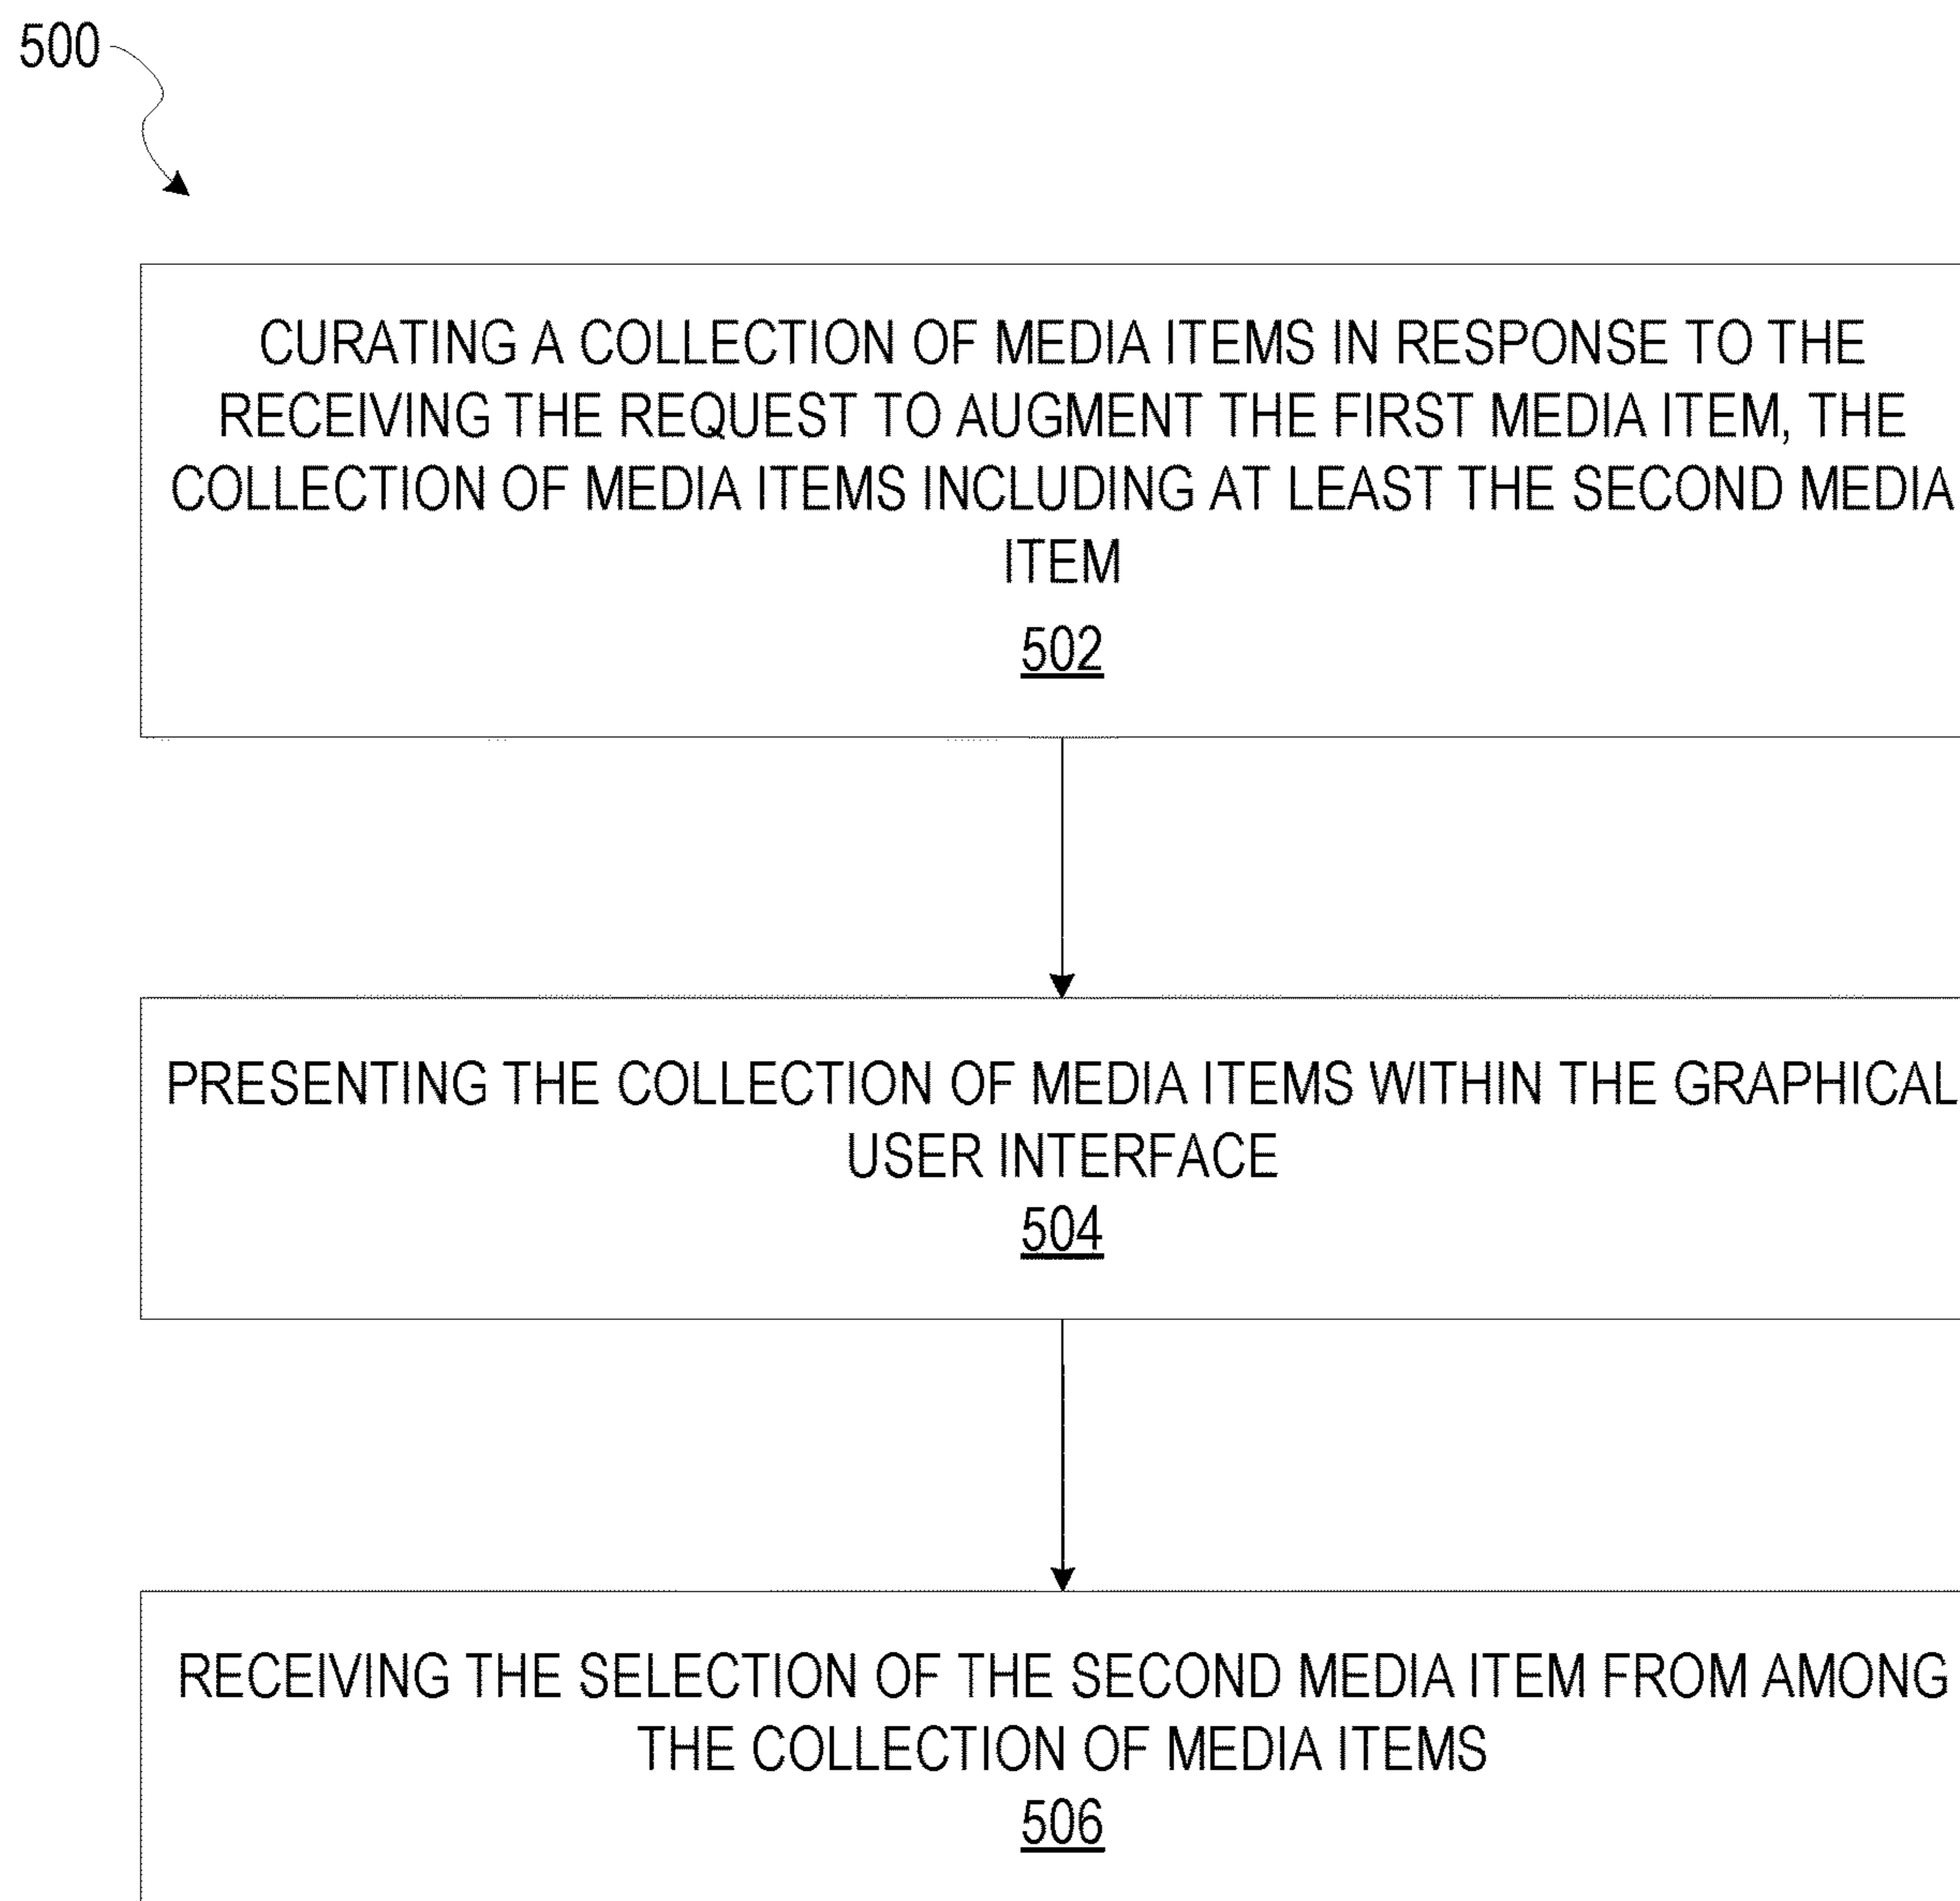 500
CURATING A COLLECTION OF MEDIA ITEMS IN RESPONSE TO THE
RECEIVING THE REQUEST TO AUGMENT THE FIRST MEDIA ITEM, THE
COLLECTION OF MEDIA ITEMS INCLUDING AT LEAST THE SECOND MEDIA
ITEM
502
PRESENTING THE COLLECTION OF MEDIA ITEMS WITHIN THE GRAPHICAL
USER INTERFACE
504
RECEIVING THE SELECTION OF THE SECOND MEDIA ITEM FROM AMONG
THE COLLECTION OF MEDIA ITEMS
506